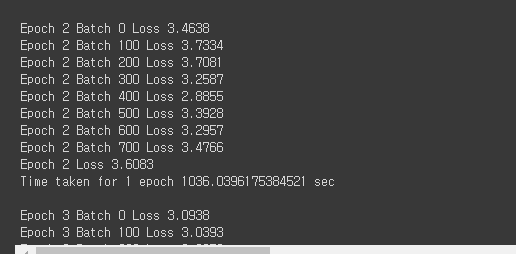 Epoch 2 Batch 0 Loss 3.4638
Epoch 2 Batch 100 Loss 3.7334
Epoch 2 Batch 200 Loss 3.7081
Epoch 2 Batch 300 Loss 3.2587
Epoch 2 Batch 400 Loss 2.8855
Epoch 2 Batch 500 Loss 3.3928
Epoch 2 Batch 600 Loss 3.2957
Epoch 2 Batch 700 Loss 3.4766
Epoch 2 Loss 3.6083
Time taken for 1 epoch 1036.0396175384521 sec
Epoch 3 Batch 0 Loss 3.0938
Epoch 3 Batch 100 Loss 3.0393